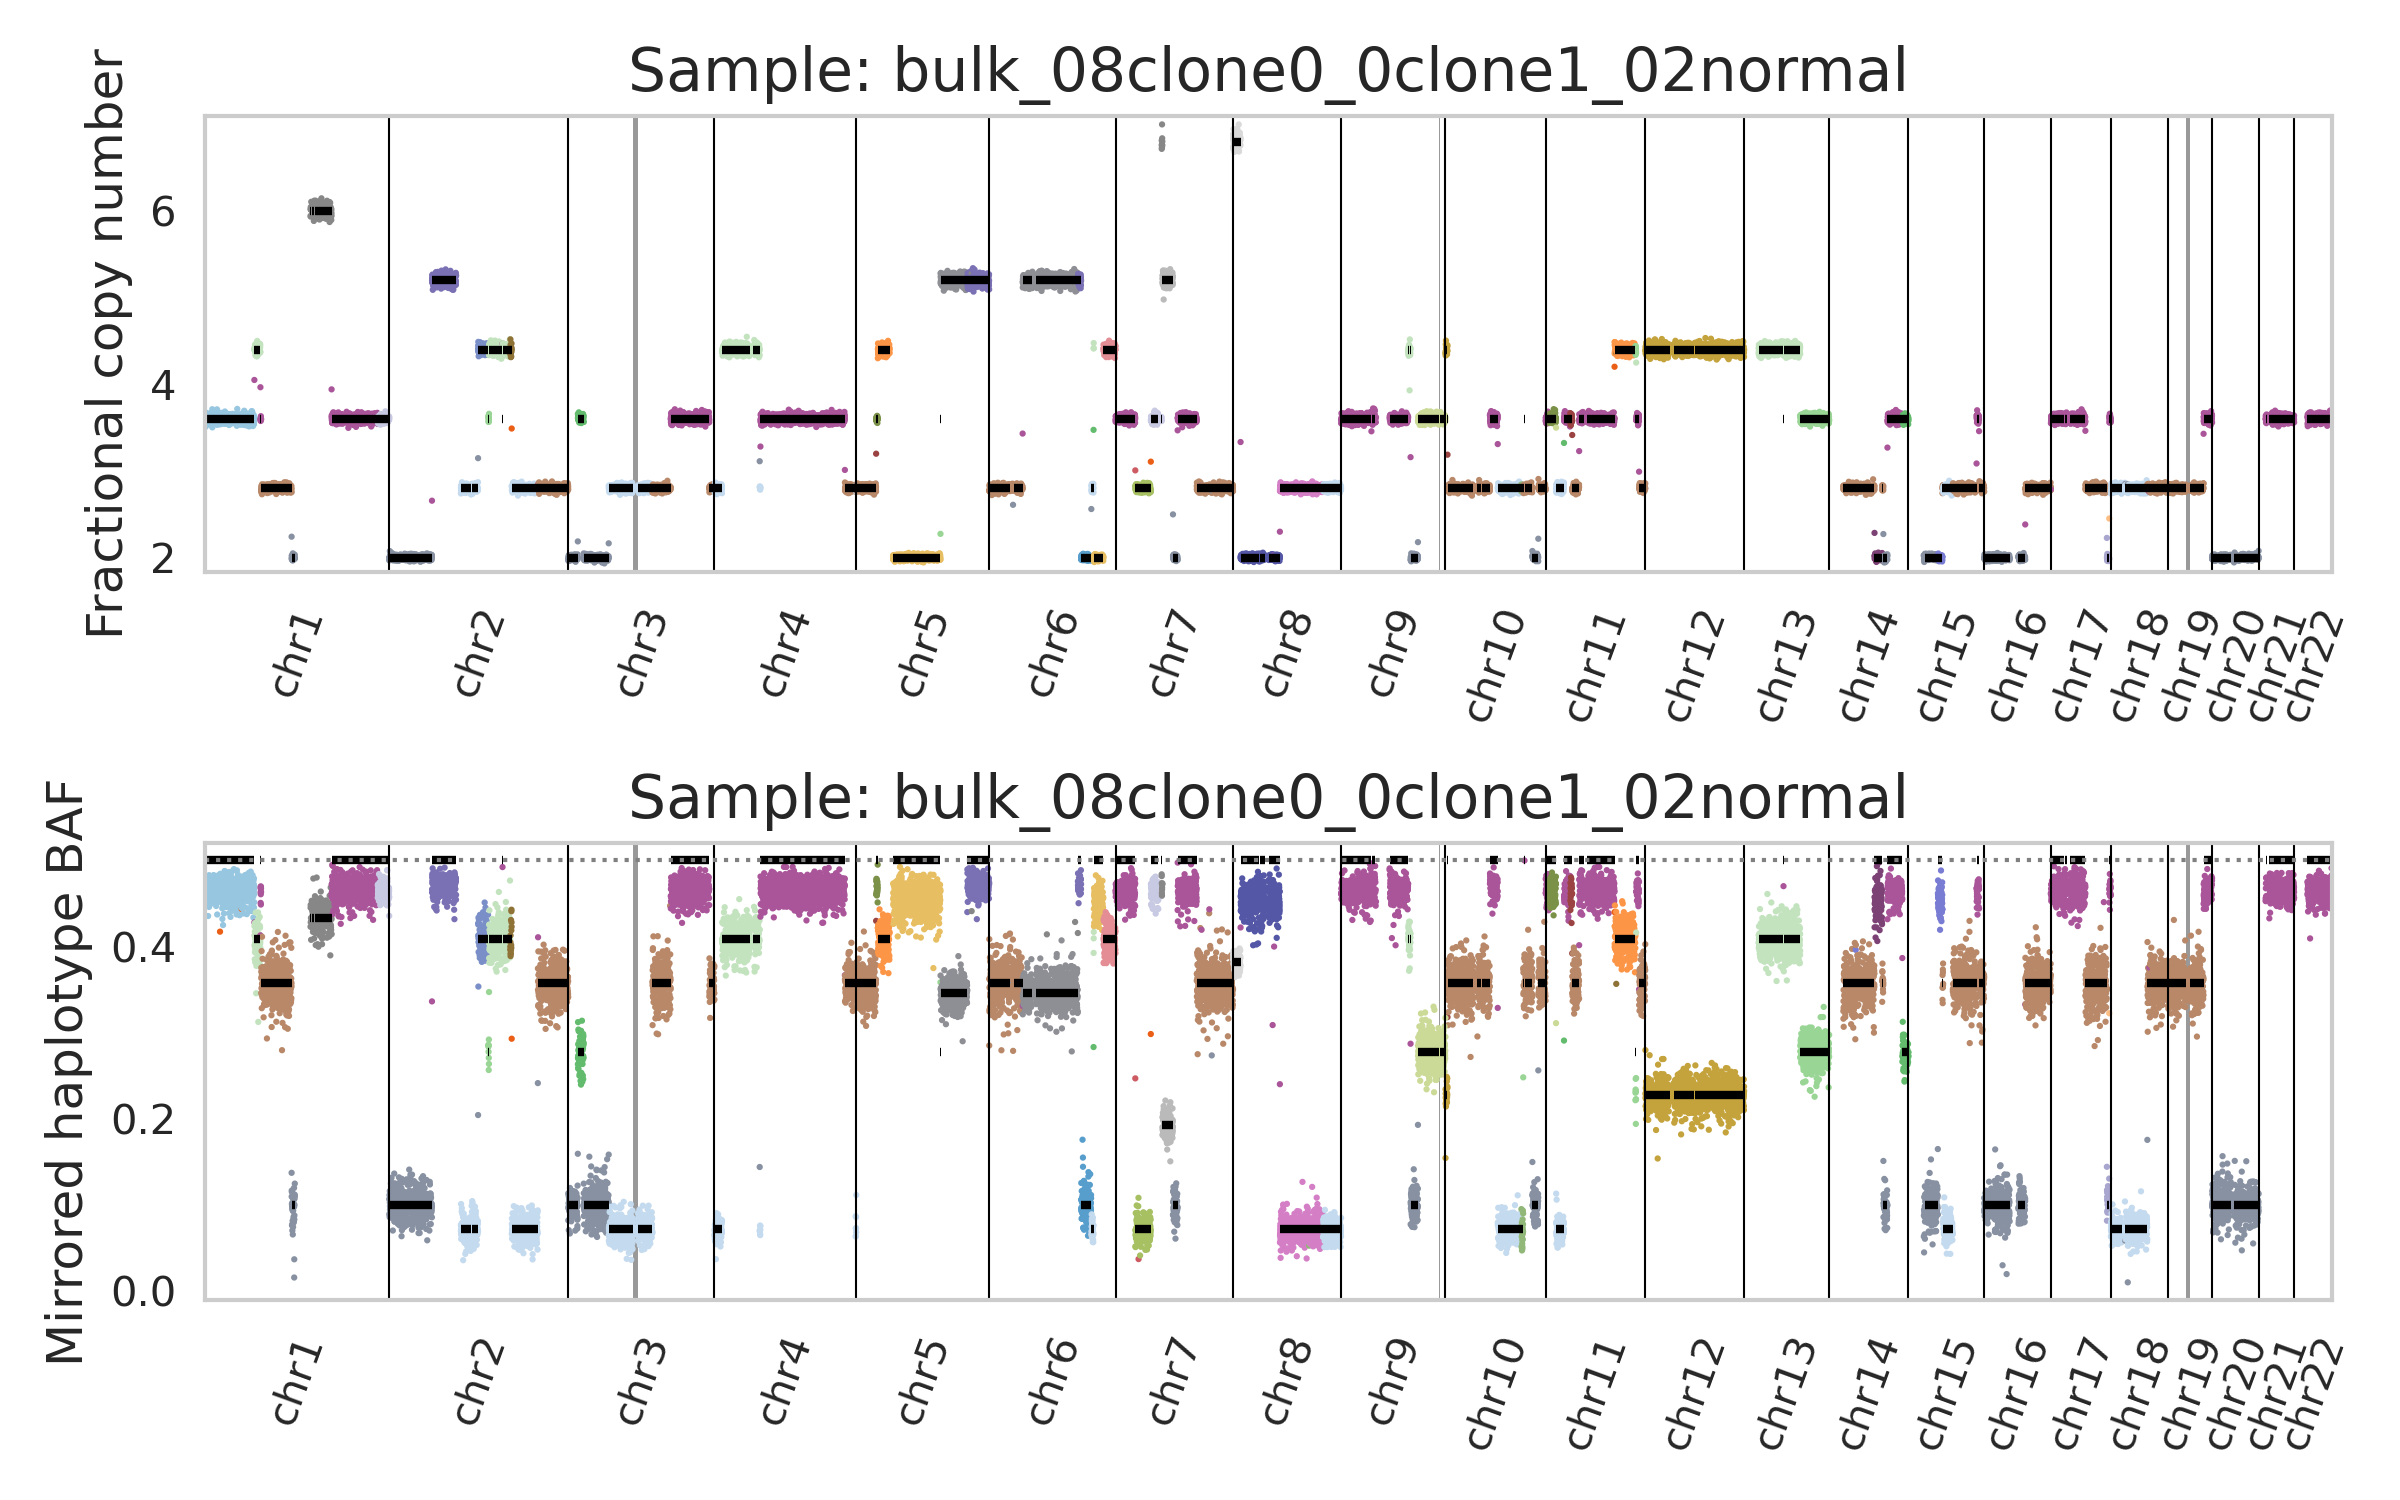 Sample: bulk_08clone0_0clone1_02normal
Fractional copy number
6
4
2
chr1
chr2
chr3
chr4
chr5
chr6
chr7
chr8
chr9
chr10
chr11
chr12
chr13
chr14
chr15
chr16
chr17
chr18
chr19
chr20
chr21
chr22
Sample: bulk_08clone0_0clone1_02normal
Mirrored haplotype BAF
0.4
0.2
0.0
chr1
chr2
chr3
chr4
chr5
chr6
chr7
chr8
chr9
chr10
chr11
chr12
chr13
chr14
chr15
chr16
chr17
chr18
chr19
chr20
chr21
chr22